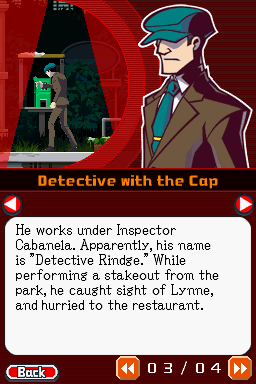 Detective with the Cap
He works under Inspector
Cabanela. Apparently, his name
is "Detective Rindge." While
performing a stakeout from the
park, he caught sight of Lynne,
and hurried to the restaurant.
Back
03/04